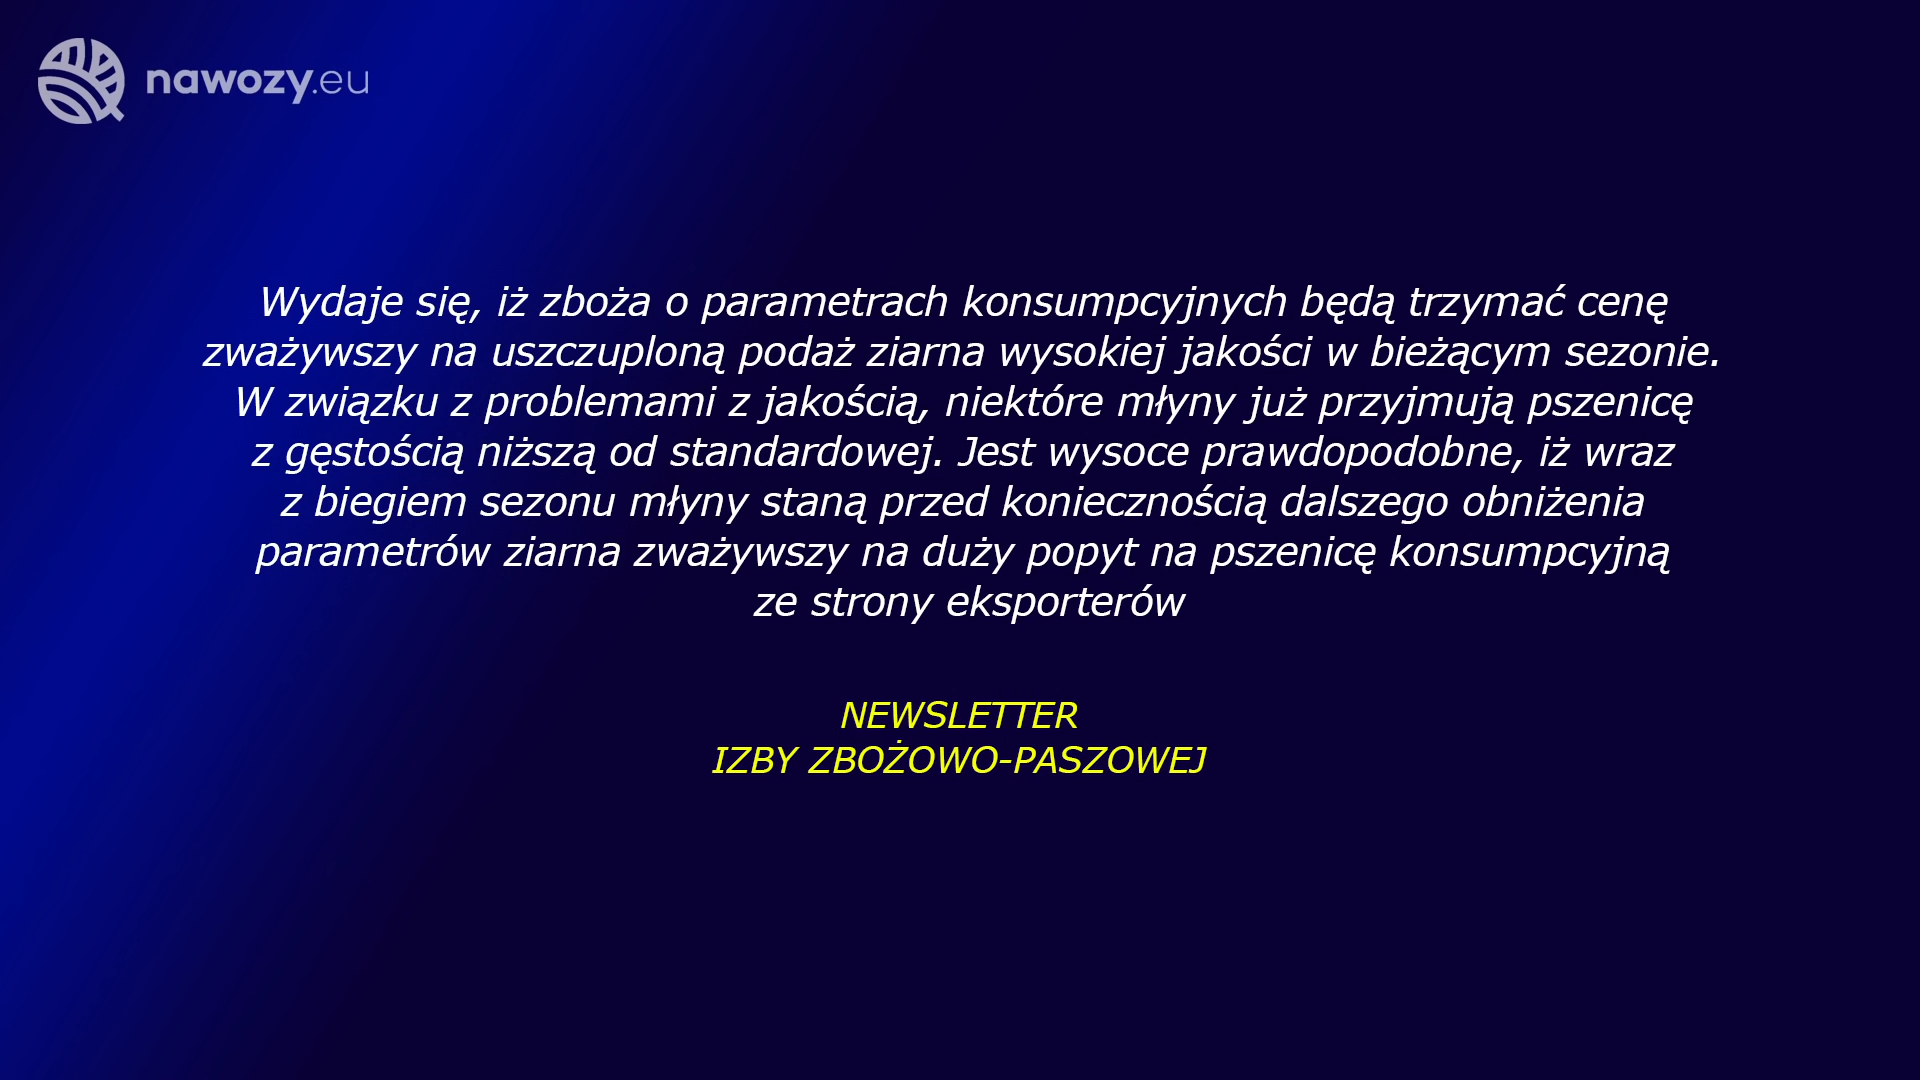 nawozy.eu
Wydaje się, iż zboża o parametrach konsumpcyjnych będą trzymać cenę
zważywszy na uszczuploną podaż ziarna wysokiej jakości w bieżącym sezonie.
W związku z problemami z jakością, niektóre młyny już przyjmują pszenicę
z gęstością niższą od standardowej. Jest wysoce prawdopodobne, iż wraz
z biegiem sezonu młyny staną przed koniecznością dalszego obniżenia
parametrów ziarna zważywszy na duży popyt na pszenicę konsumpcyjną
ze strony eksporterów
NEWSLETTER
IZBY ZBOŻOWO-PASZOWEJ